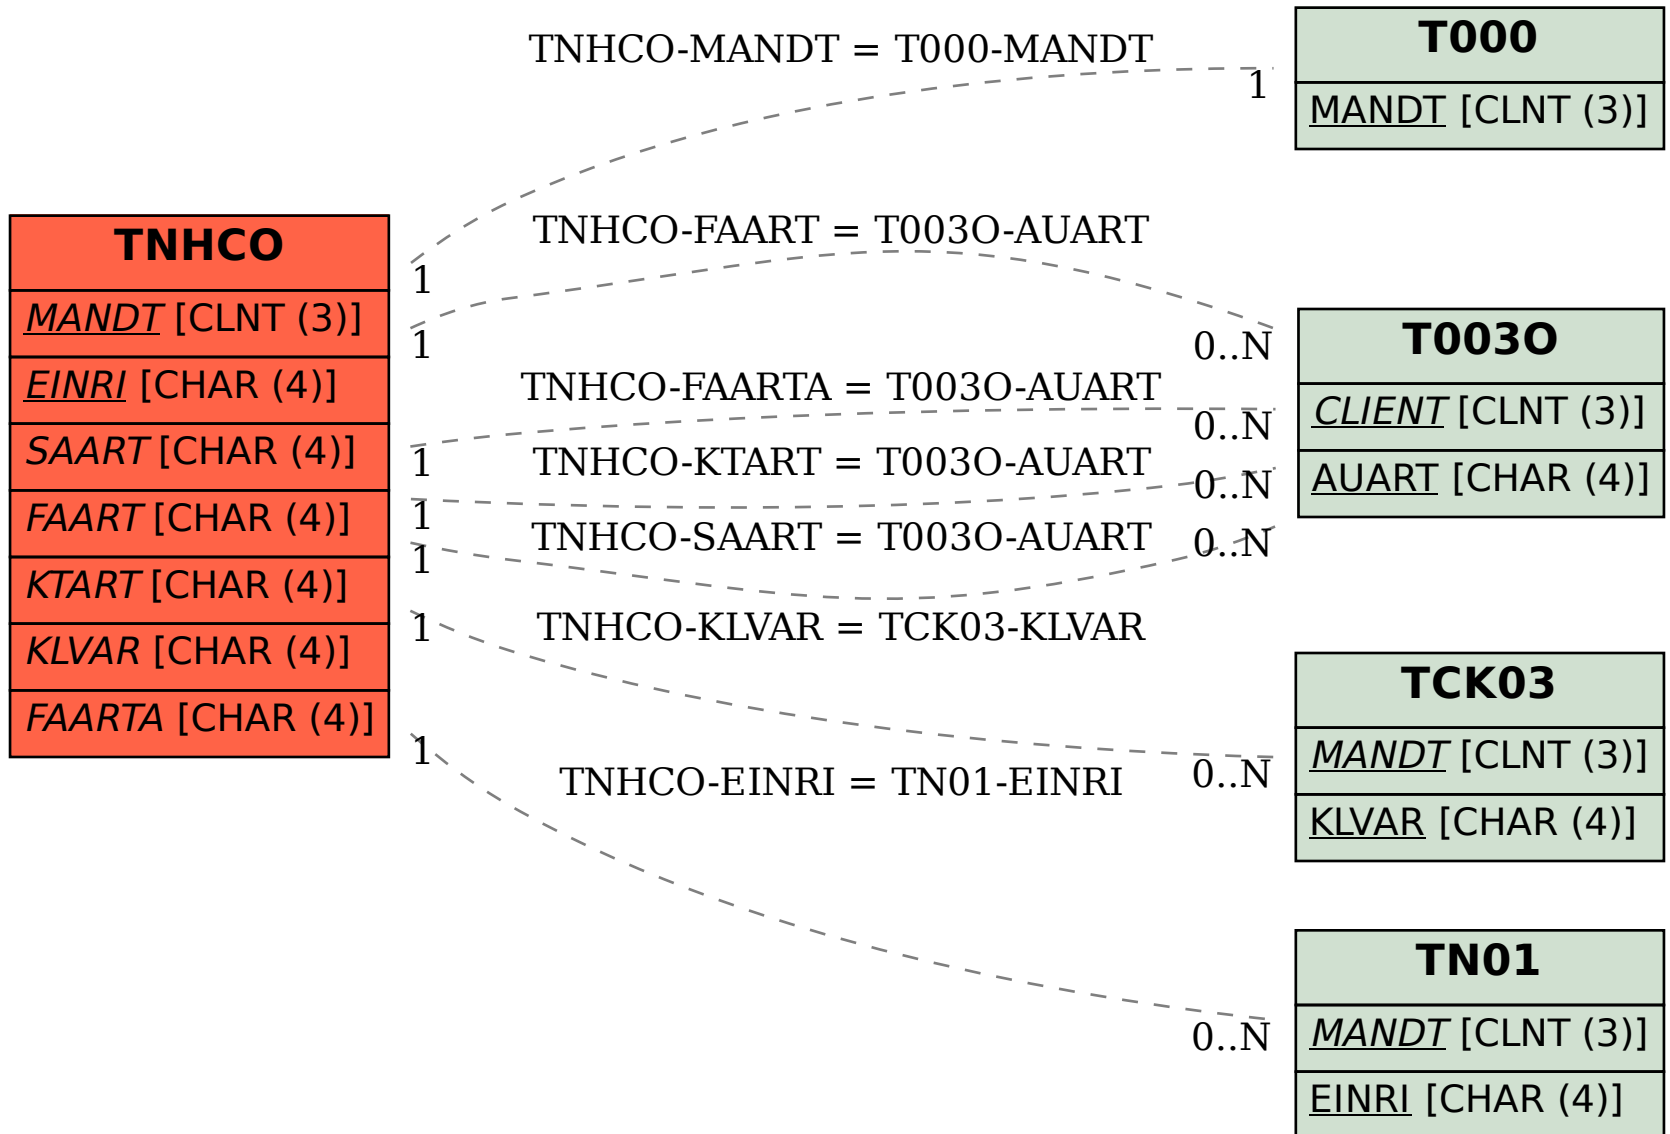 TNHCO
MANDT [CLNT (3)]
EINRI [CHAR (4)]
SAART [CHAR (4)]
FAART [CHAR (4)]
KTART [CHAR (4)]
KLVAR [CHAR (4)]
FAARTA [CHAR (4)]
TNHCO-MANDT = T000-MANDT
1
1
TNHCO-FAART = T003O-AUART
1
0..N
TNHCO-FAARTA = T003O-AUART
1
0..N
TNHCO-KTART = T003O-AUART
1
0..N
TNHCO-SAART = T003O-AUART
1
0..N
TNHCO-KLVAR = TCK03-KLVAR
1
0..N
TNHCO-EINRI = TN01-EINRI
1
0..N
T000
MANDT [CLNT (3)]
T003O
CLIENT [CLNT (3)]
AUART [CHAR (4)]
TCK03
MANDT [CLNT (3)]
KLVAR [CHAR (4)]
TN01
MANDT [CLNT (3)]
EINRI [CHAR (4)]